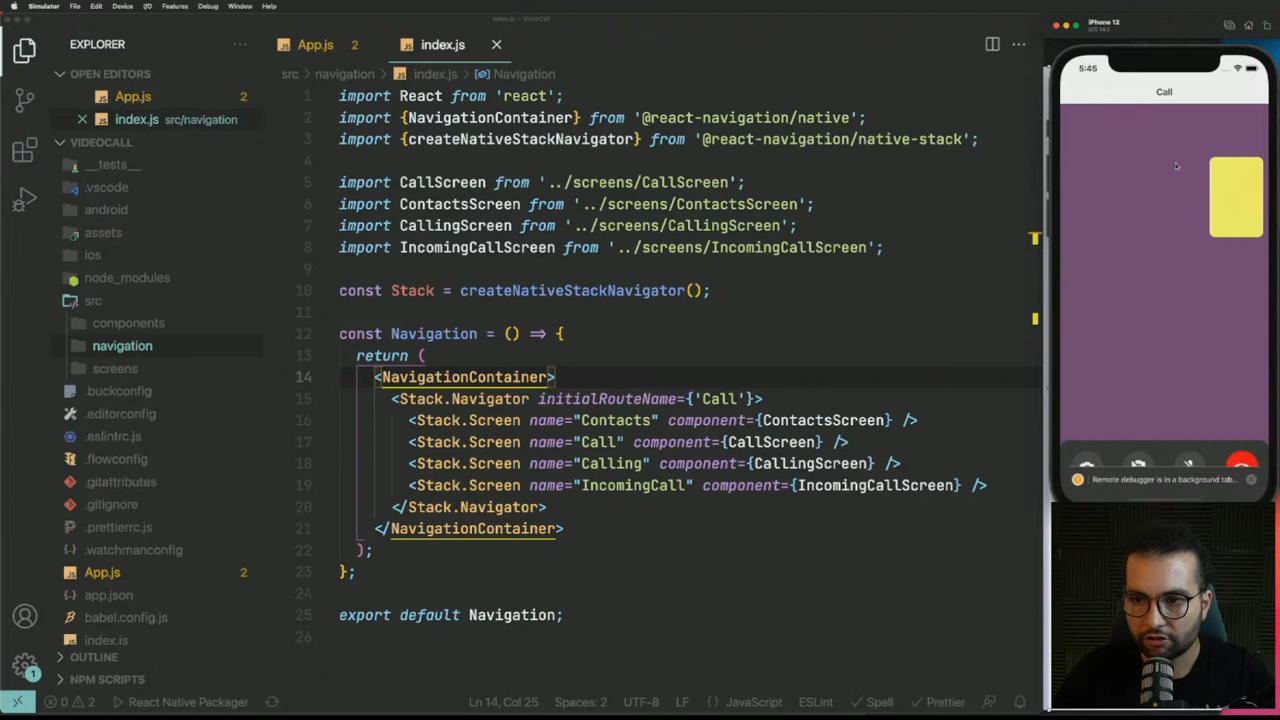 Simulator File Edit Device I/O Features Debug Window Help
index.js — VideoCall
EXPLORER
OPEN EDITORS
App.js 2
index.js src/navigation
VIDEOCALL
__tests__
.vscode
android
assets
ios
node_modules
src
components
navigation
screens
.buckconfig
.editorconfig
.eslintrc.js
.flowconfig
.gitattributes
.gitignore
.prettierrc.js
.watchmanconfig
App.js 2
app.json
babel.config.js
index.js
OUTLINE
NPM SCRIPTS
1
App.js 2 index.js
src navigation index.js Navigation
1 import React from 'react';
2 import {NavigationContainer} from '@react-navigation/native';
3 import {createNativeStackNavigator} from '@react-navigation/native-stack';
4
5 import CallScreen from '../screens/CallScreen';
6 import ContactsScreen from '../screens/ContactsScreen';
7 import CallingScreen from '../screens/CallingScreen';
8 import IncomingCallScreen from '../screens/IncomingCallScreen';
9
10 const Stack = createNativeStackNavigator();
11
12 const Navigation = () => {
13 return (
14 <NavigationContainer>
15 <Stack.Navigator initialRouteName={'Call'}>
16 <Stack.Screen name="Contacts" component={ContactsScreen} />
17 <Stack.Screen name="Call" component={CallScreen} />
18 <Stack.Screen name="Calling" component={CallingScreen} />
19 <Stack.Screen name="IncomingCall" component={IncomingCallScreen} />
20 </Stack.Navigator>
21 </NavigationContainer>
22 );
23 };
24
25 export default Navigation;
26
0 2 React Native Packager Ln 14, Col 25 Spaces: 2 UTF-8 LF {} JavaScript ESLint Spell Prettier
iPhone 12
iOS 14.5
5:45
Call
Remote debugger is in a background tab...